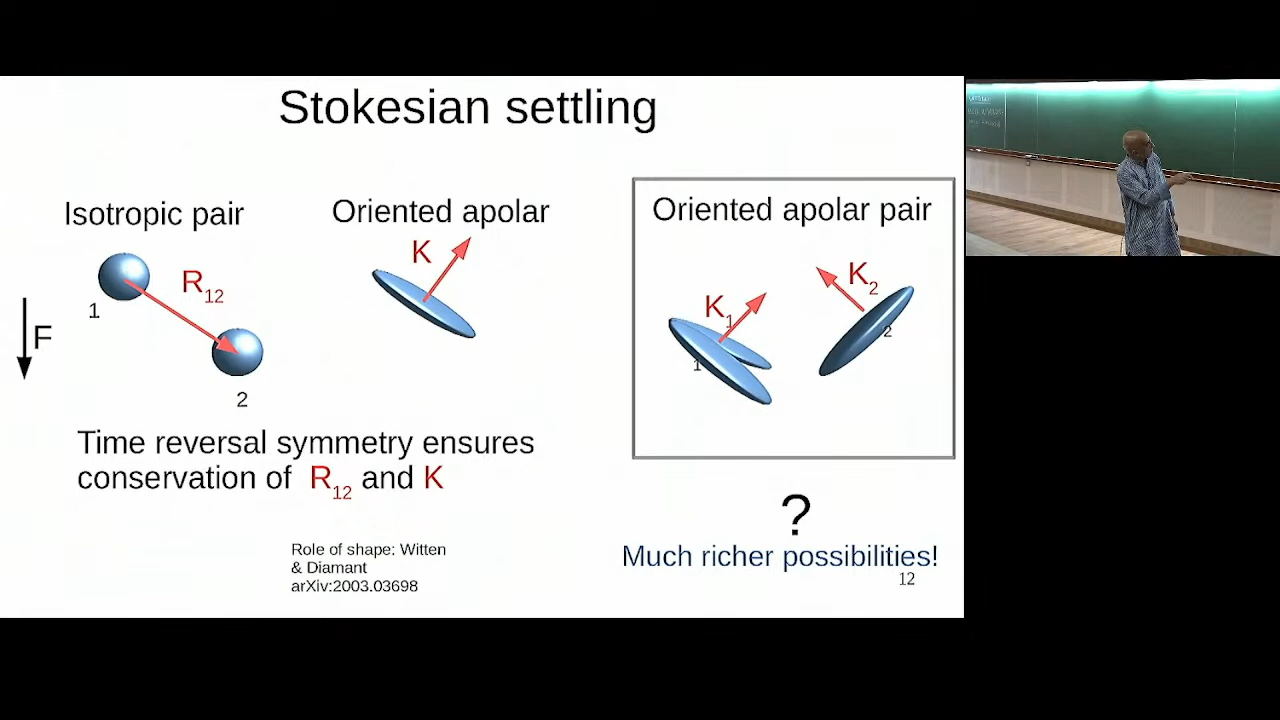 Stokesian settling
Isotropic pair
Oriented apolar
Oriented apolar pair
R12
K
K1
K2
1
2
F
1
2
Time reversal symmetry ensures
conservation of R12 and K
?
Role of shape: Witten
& Diamant
arXiv:2003.03698
Much richer possibilities!
12